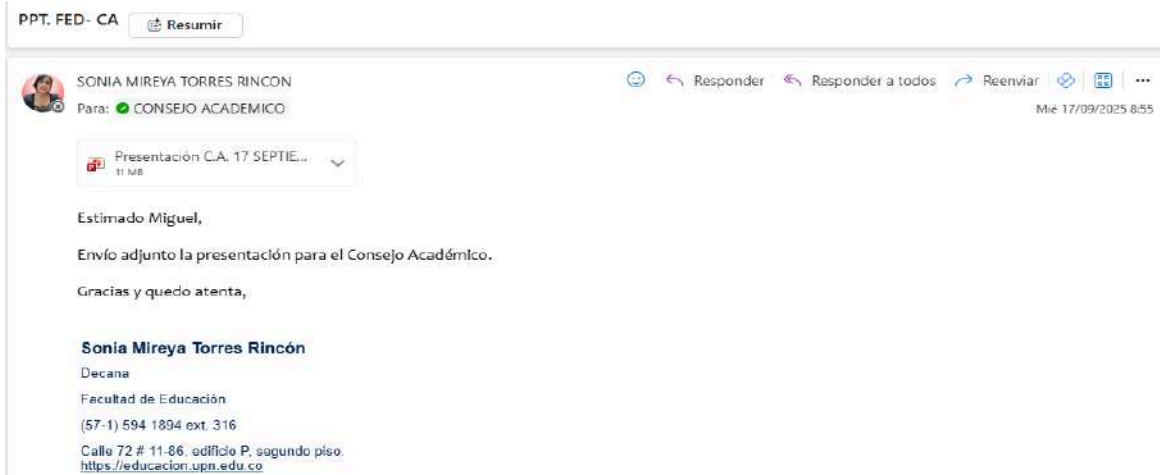 PPT. FED- CA
Resumir
SONIA MIREYA TORRES RINCON
Responder
Responder a todos
Reenviar
Para: CONSEJO ACADEMICO
Mié 17/09/2025 8:55
Presentación C.A. 17 SEPTIE...
11 MB
Estimado Miguel,
Envío adjunto la presentación para el Consejo Académico.
Gracias y quedo atenta,
Sonia Mireya Torres Rincón
Decana
Facultad de Educación
(57-1) 594 1894 ext. 316
Calle 72 # 11-86, edificio P, segundo piso.
https://educacion.upn.edu.co